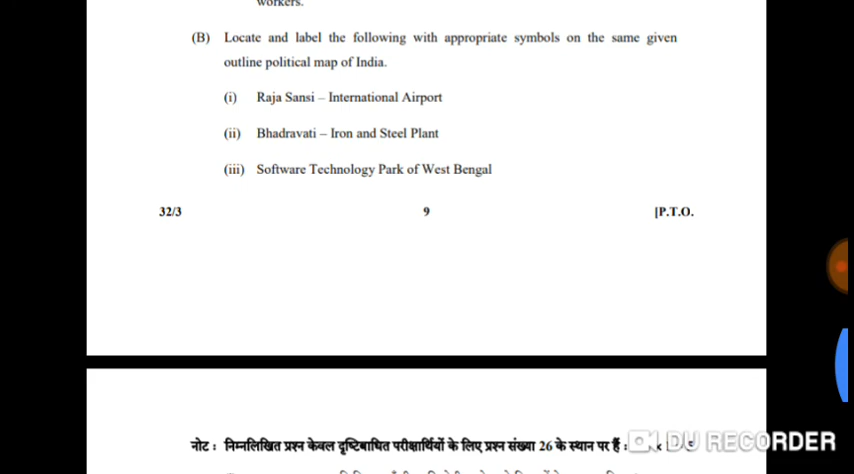 workers.
(B) Locate and label the following with appropriate symbols on the same given
outline political map of India.
(i) Raja Sansi – International Airport
(ii) Bhadravati – Iron and Steel Plant
(iii) Software Technology Park of West Bengal
32/3 9 [P.T.O.
नोट : निम्नलिखित प्रश्न केवल दृष्टिबाधित परीक्षार्थियों के लिए प्रश्न संख्या 26 के स्थान पर हैं :
DU RECORDER